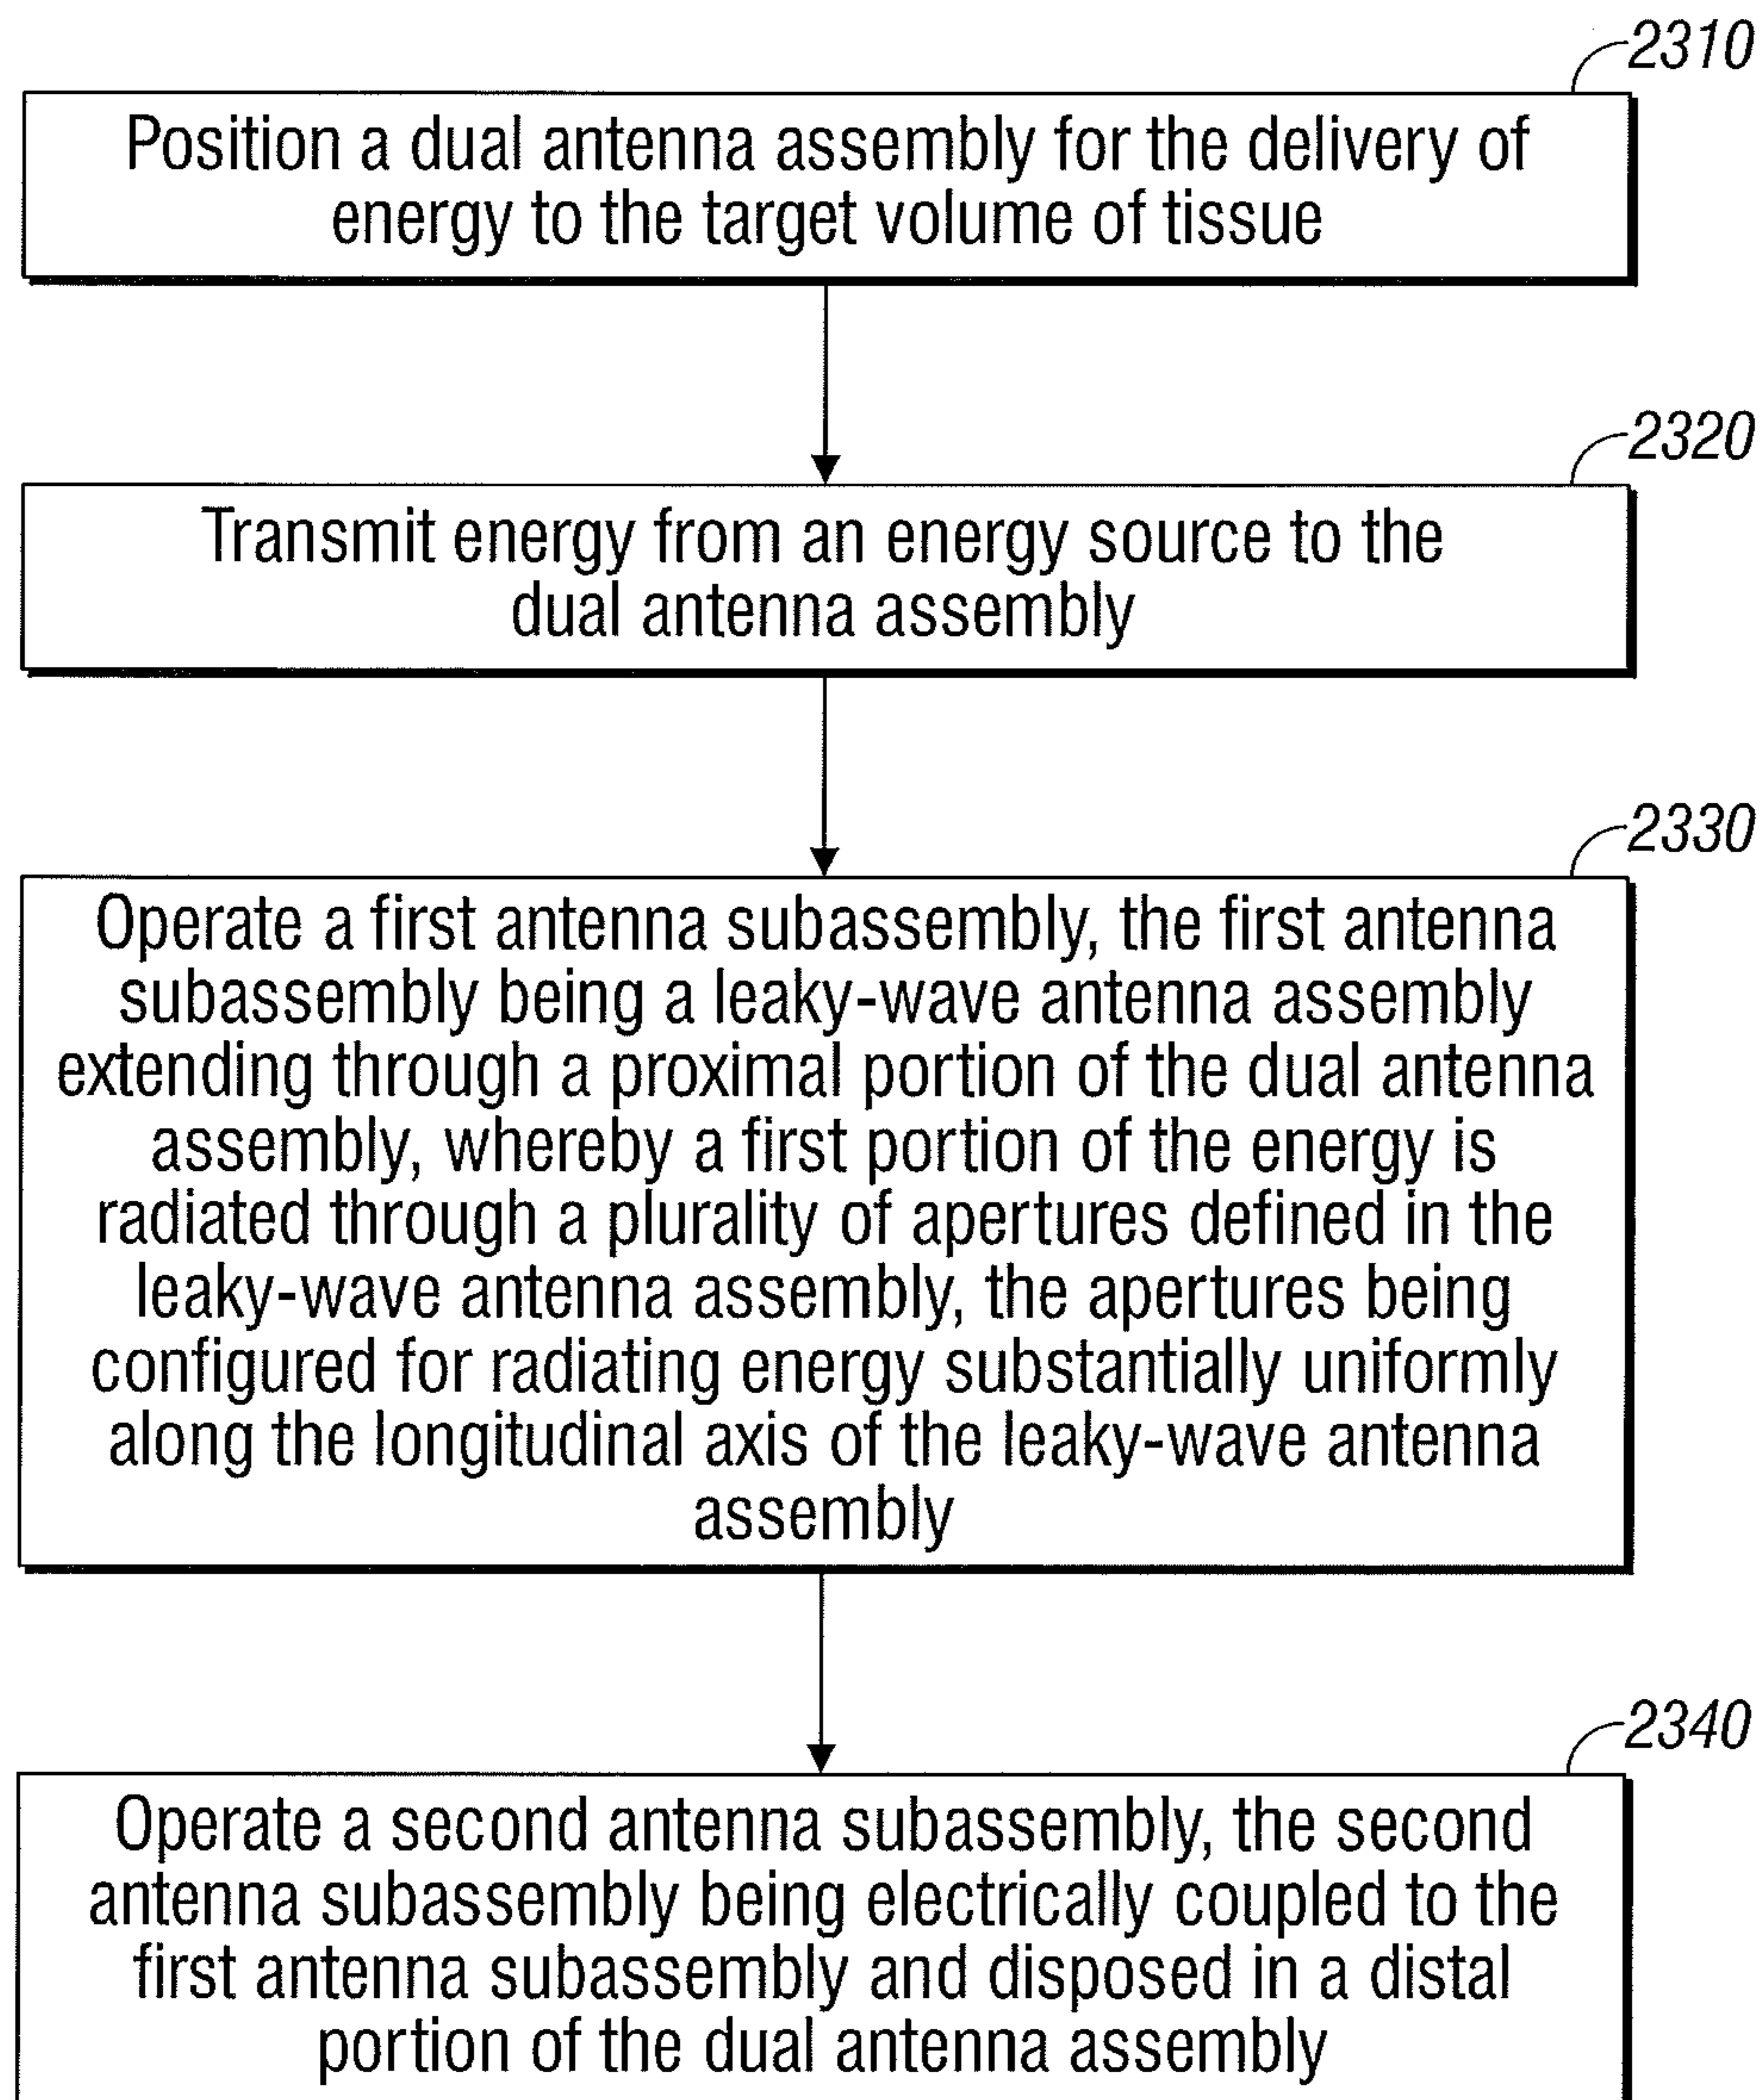 2310
Position a dual antenna assembly for the delivery of
energy to the target volume of tissue
2320
Transmit energy from an energy source to the
dual antenna assembly
2330
Operate a first antenna subassembly, the first antenna
subassembly being a leaky-wave antenna assembly
extending through a proximal portion of the dual antenna
assembly, whereby a first portion of the energy is
radiated through a plurality of apertures defined in the
leaky-wave antenna assembly, the apertures being
configured for radiating energy substantially uniformly
along the longitudinal axis of the leaky-wave antenna
assembly
2340
Operate a second antenna subassembly, the second
antenna subassembly being electrically coupled to the
first antenna subassembly and disposed in a distal
portion of the dual antenna assembly